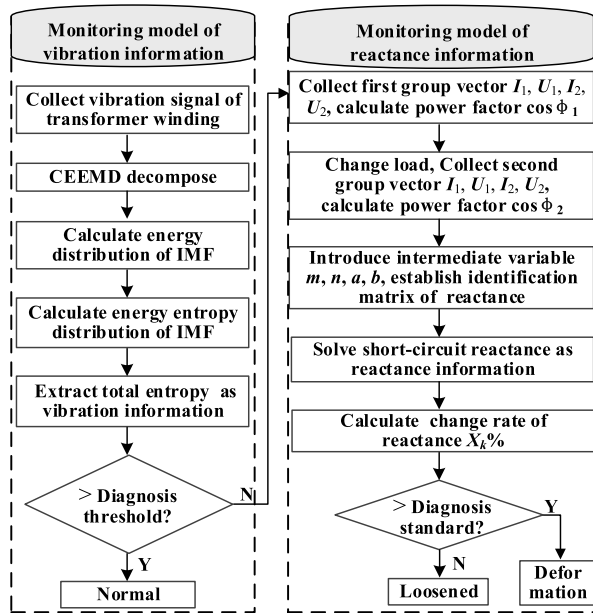 Monitoring model of
vibration information
Collect vibration signal of
transformer winding
CEEMD decompose
Calculate energy
distribution of IMF
Calculate energy entropy
distribution of IMF
Extract total entropy as
vibration information
> Diagnosis
threshold?
N
Y
Normal
Monitoring model of
reactance information
Collect first group vector I₁, U₁, I₂,
U₂, calculate power factor cos Φ₁
Change load, Collect second
group vector I₁, U₁, I₂, U₂,
calculate power factor cos Φ₂
Introduce intermediate variable
m, n, a, b, establish identification
matrix of reactance
Solve short-circuit reactance as
reactance information
Calculate change rate of
reactance Xₖ%
> Diagnosis
standard?
Y
N
Loosened
Defor
mation